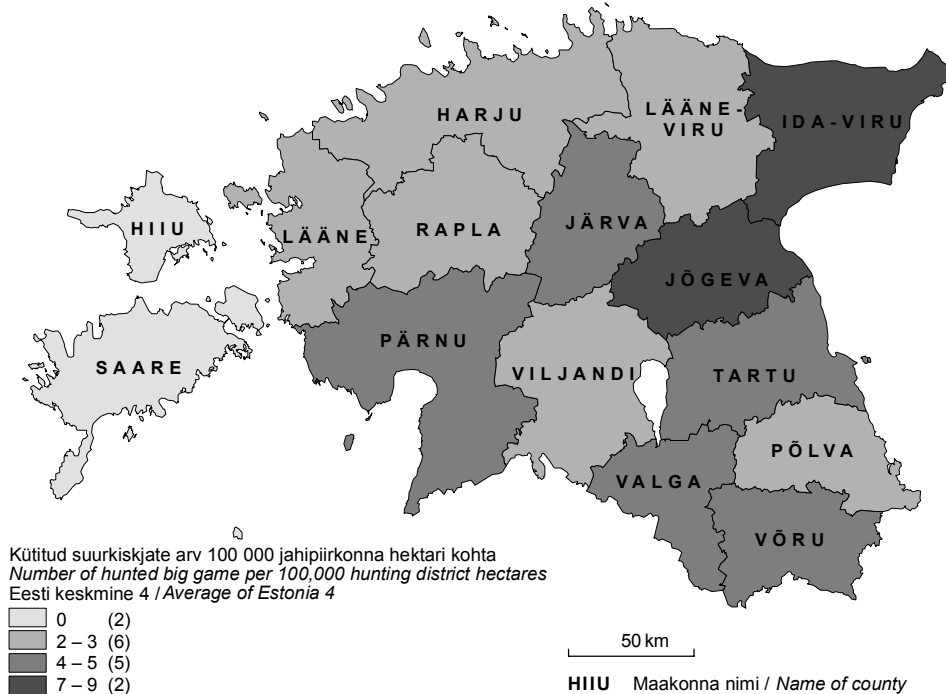 HARJU
LÄÄNE-
VIRU
IDA-VIRU
HIIU
LÄÄNE
RAPLA
JÄRVA
JÕGEVA
SAARE
PÄRNU
VILJANDI
TARTU
PÕLVA
VALGA
VÕRU
Kütitud suurkiskjate arv 100 000 jahipiirkonna hektari kohta
Number of hunted big game per 100,000 hunting district hectares
Eesti keskmine 4 / Average of Estonia 4
0 (2)
2 – 3 (6)
4 – 5 (5)
7 – 9 (2)
50 km
HIIU Maakonna nimi / Name of county